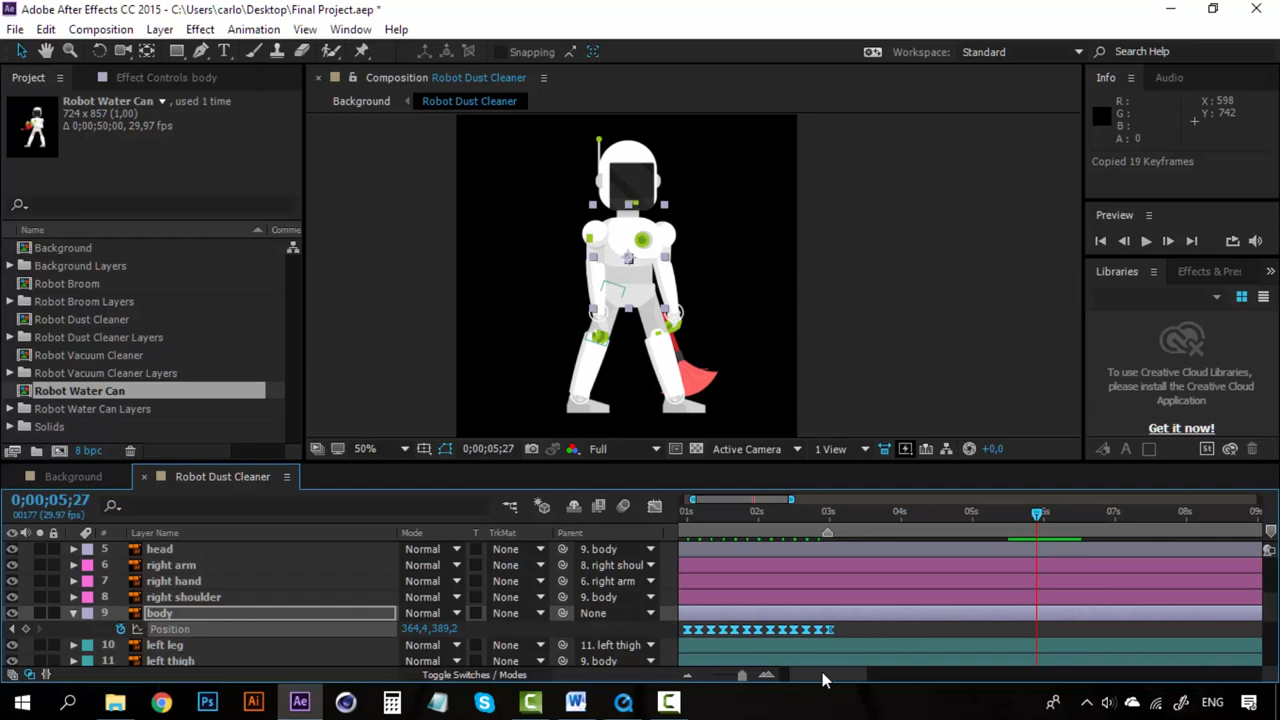 Adobe After Effects CC 2015 - C:\Users\carlo\Desktop\Final Project.aep *
File Edit Composition Layer Effect Animation View Window Help
Snapping
Workspace: Standard
Search Help
Project
Effect Controls body
Composition Robot Dust Cleaner
Info
Audio
Robot Water Can, used 1 time
724 x 857 (1,00)
Δ 0;00;50;00, 29,97 fps
Background
Robot Dust Cleaner
R :
G :
B :
A : 0
X : 598
Y : 742
Copied 19 Keyframes
Preview
Name
Comme
Background
Background Layers
Robot Broom
Robot Broom Layers
Robot Dust Cleaner
Robot Dust Cleaner Layers
Robot Vacuum Cleaner
Robot Vacuum Cleaner Layers
Robot Water Can
Robot Water Can Layers
Solids
Libraries
Effects & Pres
To use Creative Cloud Libraries,
please install the Creative Cloud
Application
Get it now!
8 bpc
50%
0;00;05;27
Full
Active Camera
1 View
+0,0
Background
Robot Dust Cleaner
0;00;05;27
00177 (29.97 fps)
01s 02s 03s 04s 05s 06s 07s 08s 09s
# Layer Name Mode T TrkMat Parent
5 head Normal None 9. body
6 right arm Normal None 8. right shoul
7 right hand Normal None 6. right arm
8 right shoulder Normal None 9. body
9 body Normal None None
Position 364,4,389,2
10 left leg Normal None 11. left thigh
11 left thigh Normal None 9. body
Toggle Switches / Modes
ENG